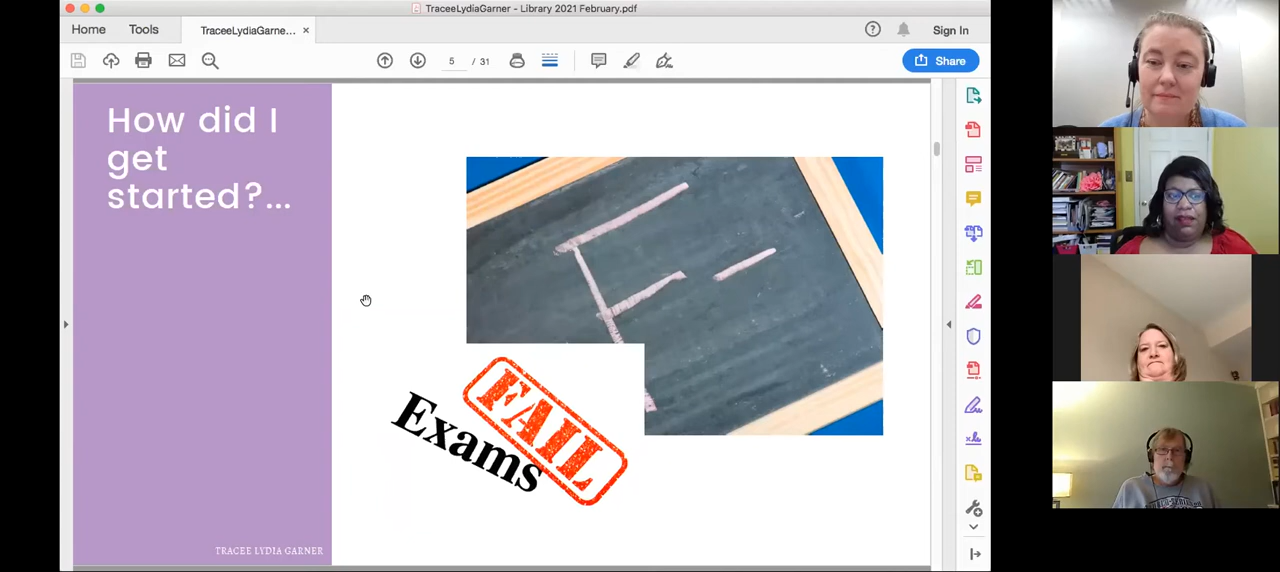 TraceeLydiaGarner - Library 2021 February.pdf
Home
Tools
TraceeLydiaGarne... ×
Sign In
5 / 31
Share
How did I
get
started?...
F-
FAIL
Exams
TRACEE LYDIA GARNER